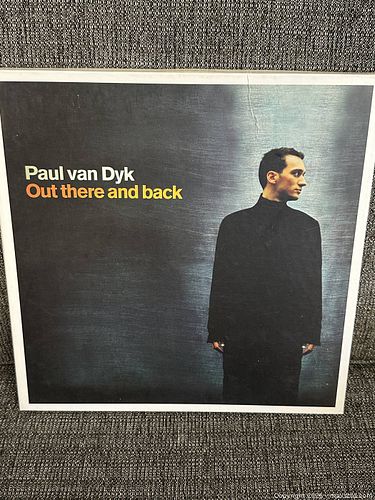 Paul van Dyk
Out there and back